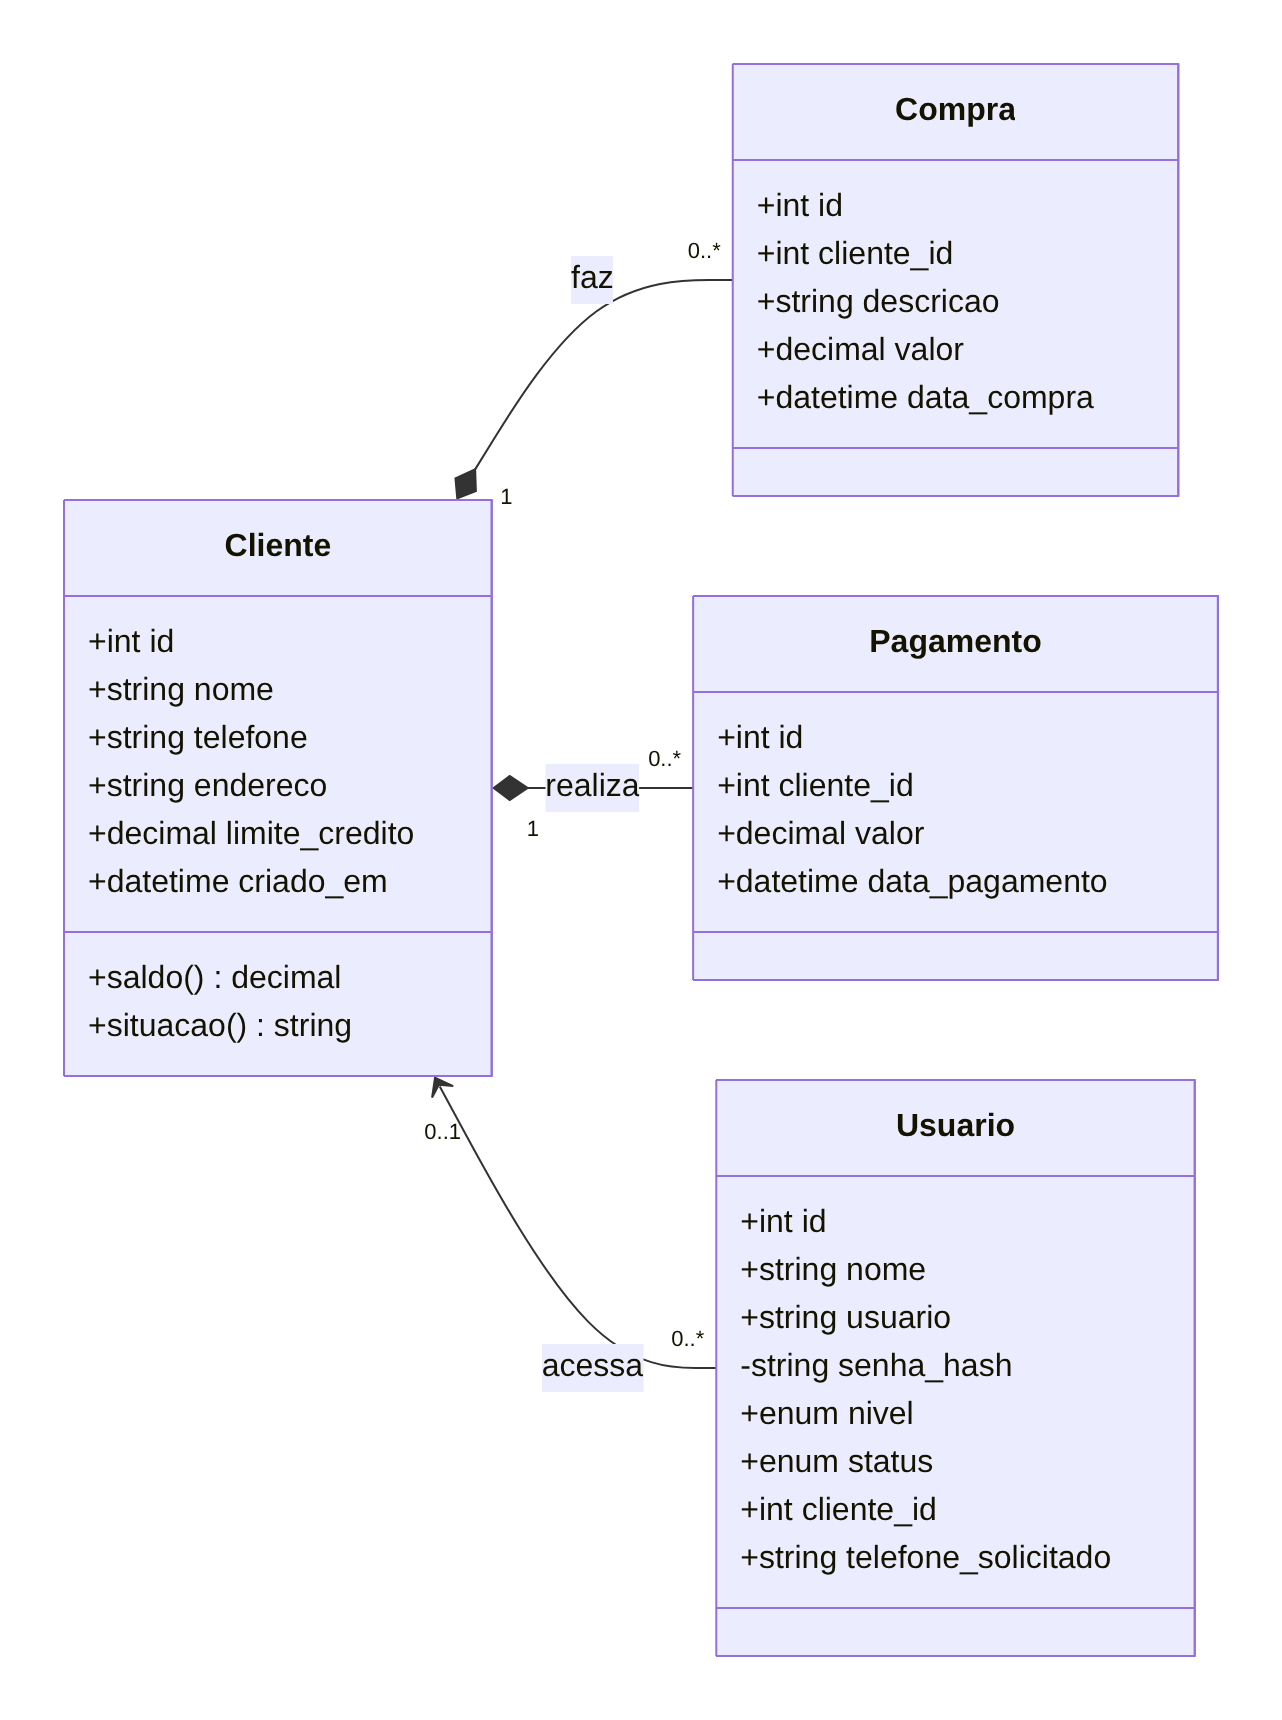 Compra
+int id
+int cliente_id
+string descricao
+decimal valor
+datetime data_compra
0..*
faz
1
Cliente
+int id
+string nome
+string telefone
+string endereco
+decimal limite_credito
+datetime criado_em
+saldo() : decimal
+situacao() : string
0..*
realiza
1
Pagamento
+int id
+int cliente_id
+decimal valor
+datetime data_pagamento
0..1
acessa
0..*
Usuario
+int id
+string nome
+string usuario
-string senha_hash
+enum nivel
+enum status
+int cliente_id
+string telefone_solicitado